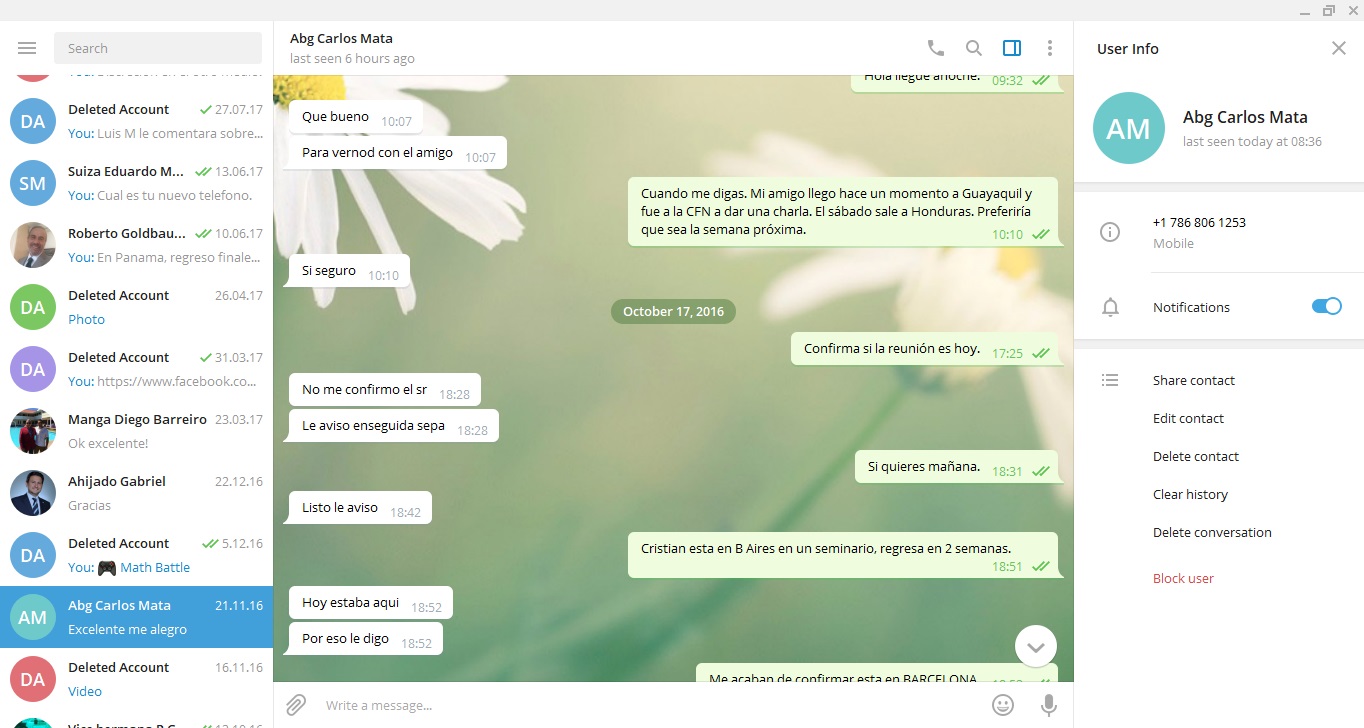 Search
You: Discreción en el otro medio.
Deleted Account 27.07.17
You: Luis M le comentara sobre...
Suiza Eduardo M... 13.06.17
You: Cual es tu nuevo telefono.
Roberto Goldbau... 10.06.17
You: En Panama, regreso finale...
Deleted Account 26.04.17
Photo
Deleted Account 31.03.17
You: https://www.facebook.co...
Manga Diego Barreiro 23.03.17
Ok excelente!
Ahijado Gabriel 22.12.16
Gracias
Deleted Account 5.12.16
You: 🎮 Math Battle
Abg Carlos Mata 21.11.16
Excelente me alegro
Deleted Account 16.11.16
Video
DA
SM
DA
DA
DA
AM
DA
Abg Carlos Mata
last seen 6 hours ago
Hola llegue anoche. 09:32
Que bueno 10:07
Para vernod con el amigo 10:07
Cuando me digas. Mi amigo llego hace un momento a Guayaquil y
fue a la CFN a dar una charla. El sábado sale a Honduras. Preferiría
que sea la semana próxima. 10:10
Si seguro 10:10
October 17, 2016
Confirma si la reunión es hoy. 17:25
No me confirmo el sr 18:28
Le aviso enseguida sepa 18:28
Si quieres mañana. 18:31
Listo le aviso 18:42
Cristian esta en B Aires en un seminario, regresa en 2 semanas.
18:51
Hoy estaba aqui 18:52
Por eso le digo 18:52
Me acaban de confirmar esta en BARCELONA
Write a message...
User Info
AM
Abg Carlos Mata
last seen today at 08:36
+1 786 806 1253
Mobile
Notifications
Share contact
Edit contact
Delete contact
Clear history
Delete conversation
Block user